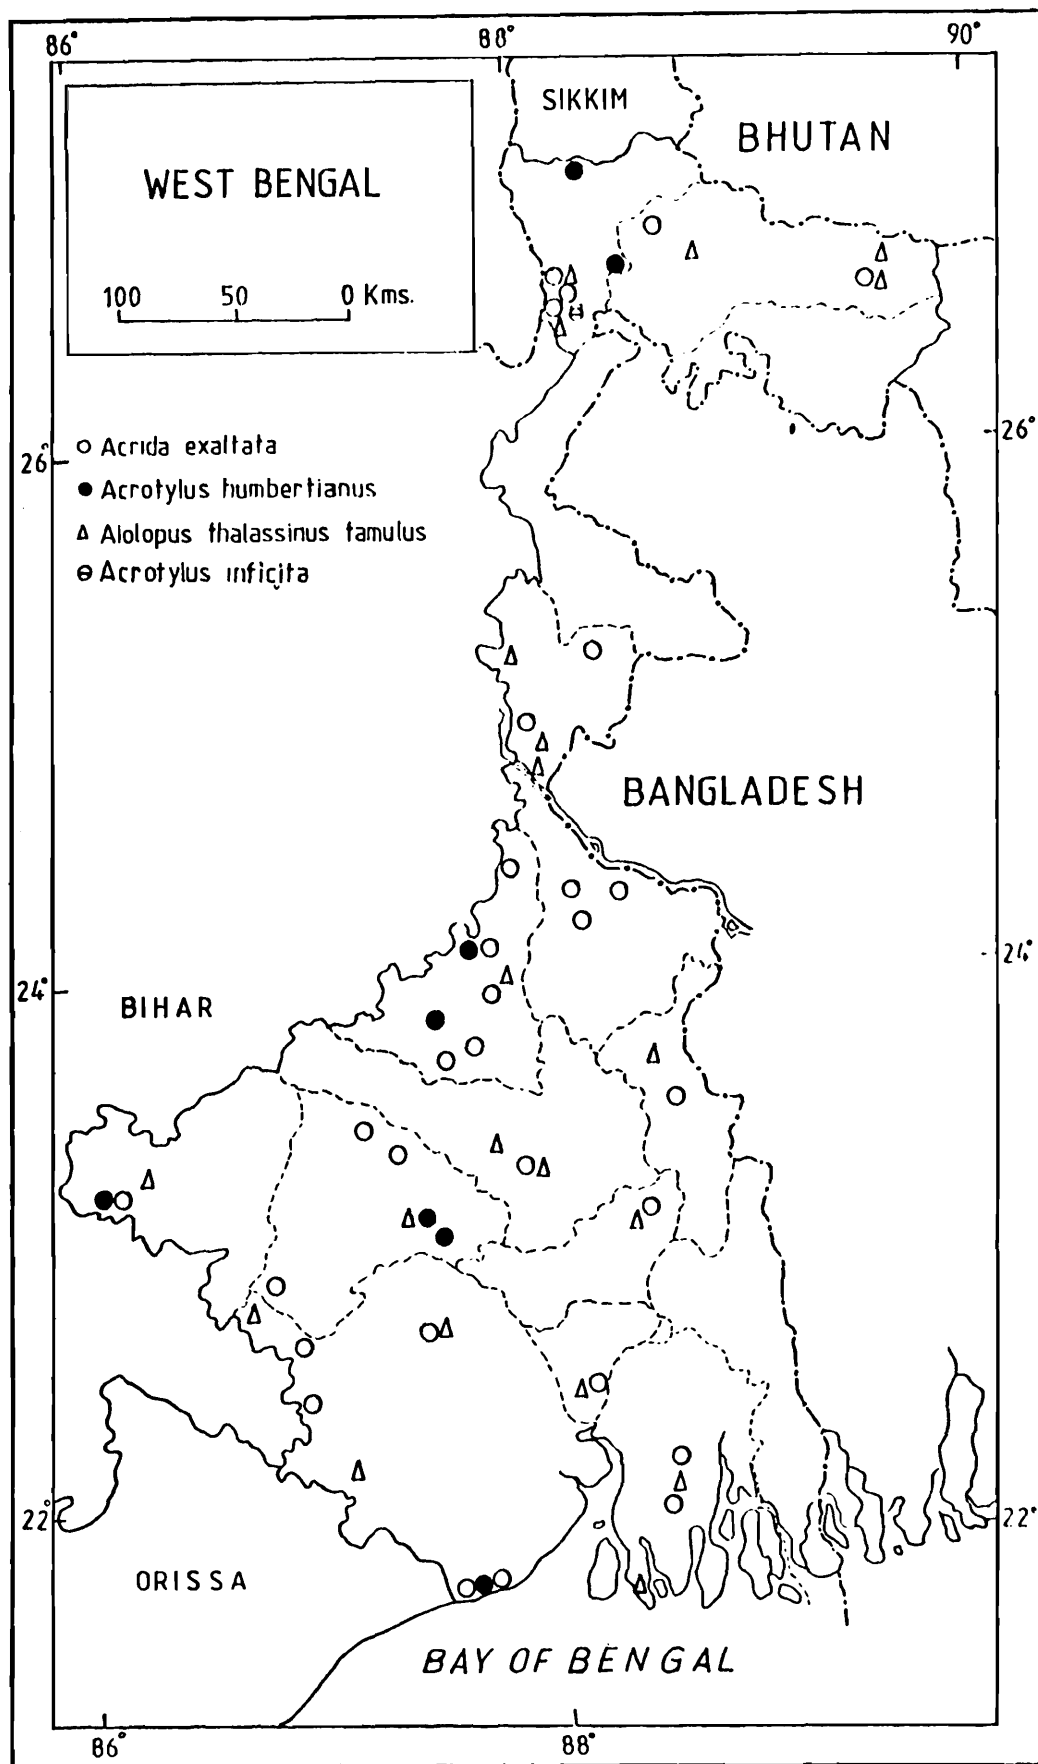 86° 88° 90°
SIKKIM
BHUTAN
WEST BENGAL
100 50 0 Kms.
26° 26°
○ Acrida exaltata
● Acrotylus humbertianus
∆ Aiolopus thalassinus tamulus
⊖ Acrotylus inficita
BANGLADESH
24° 24°
BIHAR
22° 22°
ORISSA
BAY OF BENGAL
86° 88°